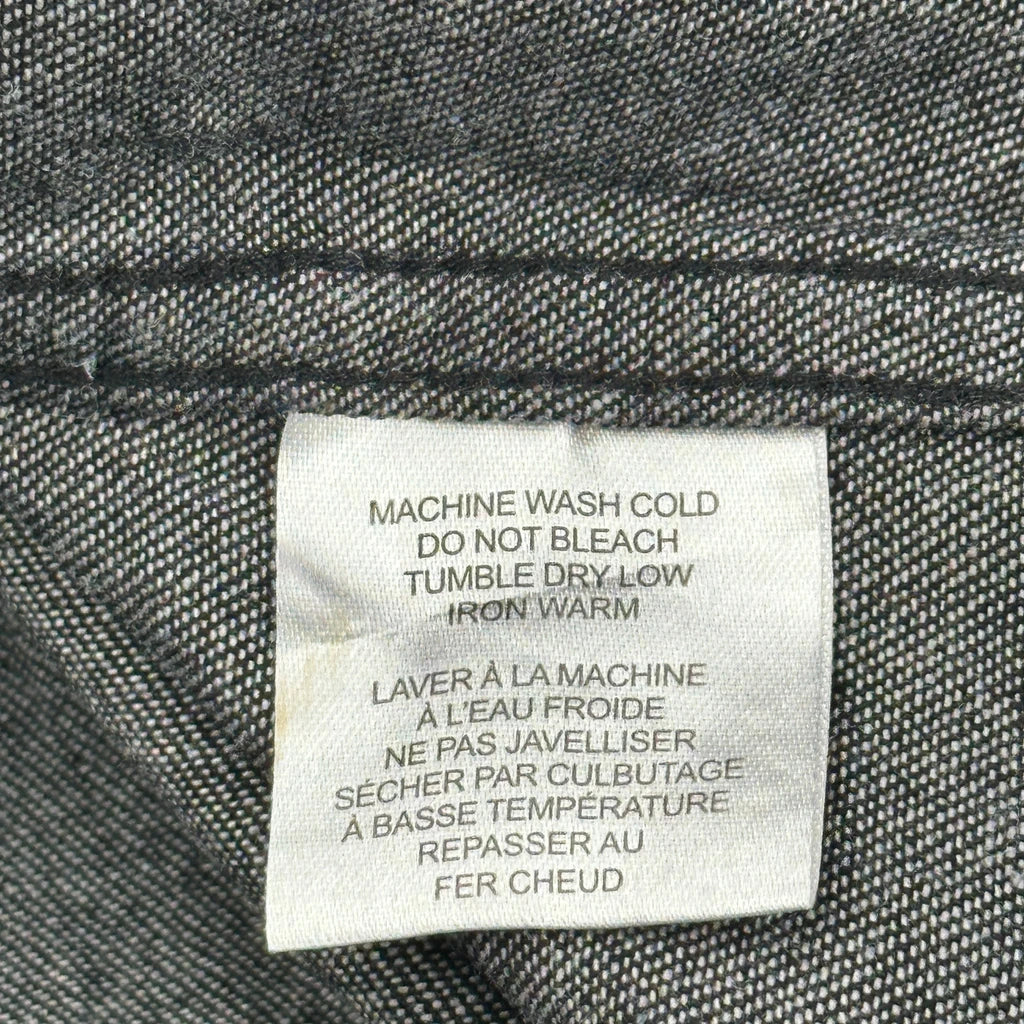 MACHINE WASH COLD
DO NOT BLEACH
TUMBLE DRY LOW
IRON WARM
LAVER À LA MACHINE
À L'EAU FROIDE
NE PAS JAVELLISER
SÉCHER PAR CULBUTAGE
À BASSE TEMPÉRATURE
REPASSER AU
FER CHEUD